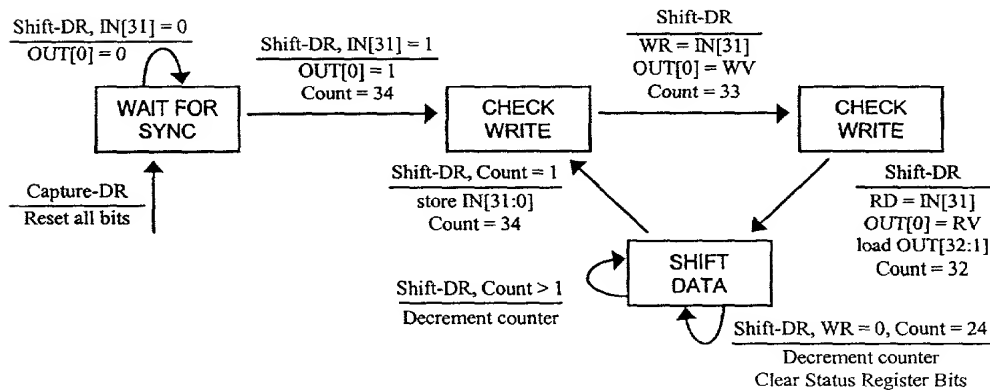 Shift-DR, IN[31] = 0
OUT[0] = 0
Shift-DR, IN[31] = 1
OUT[0] = 1
Count = 34
Shift-DR
WR = IN[31]
OUT[0] = WV
Count = 33
WAIT FOR
SYNC
CHECK
WRITE
CHECK
WRITE
Capture-DR
Reset all bits
Shift-DR, Count = 1
store IN[31:0]
Count = 34
Shift-DR
RD = IN[31]
OUT[0] = RV
load OUT[32:1]
Count = 32
SHIFT
DATA
Shift-DR, Count > 1
Decrement counter
Shift-DR, WR = 0, Count = 24
Decrement counter
Clear Status Register Bits